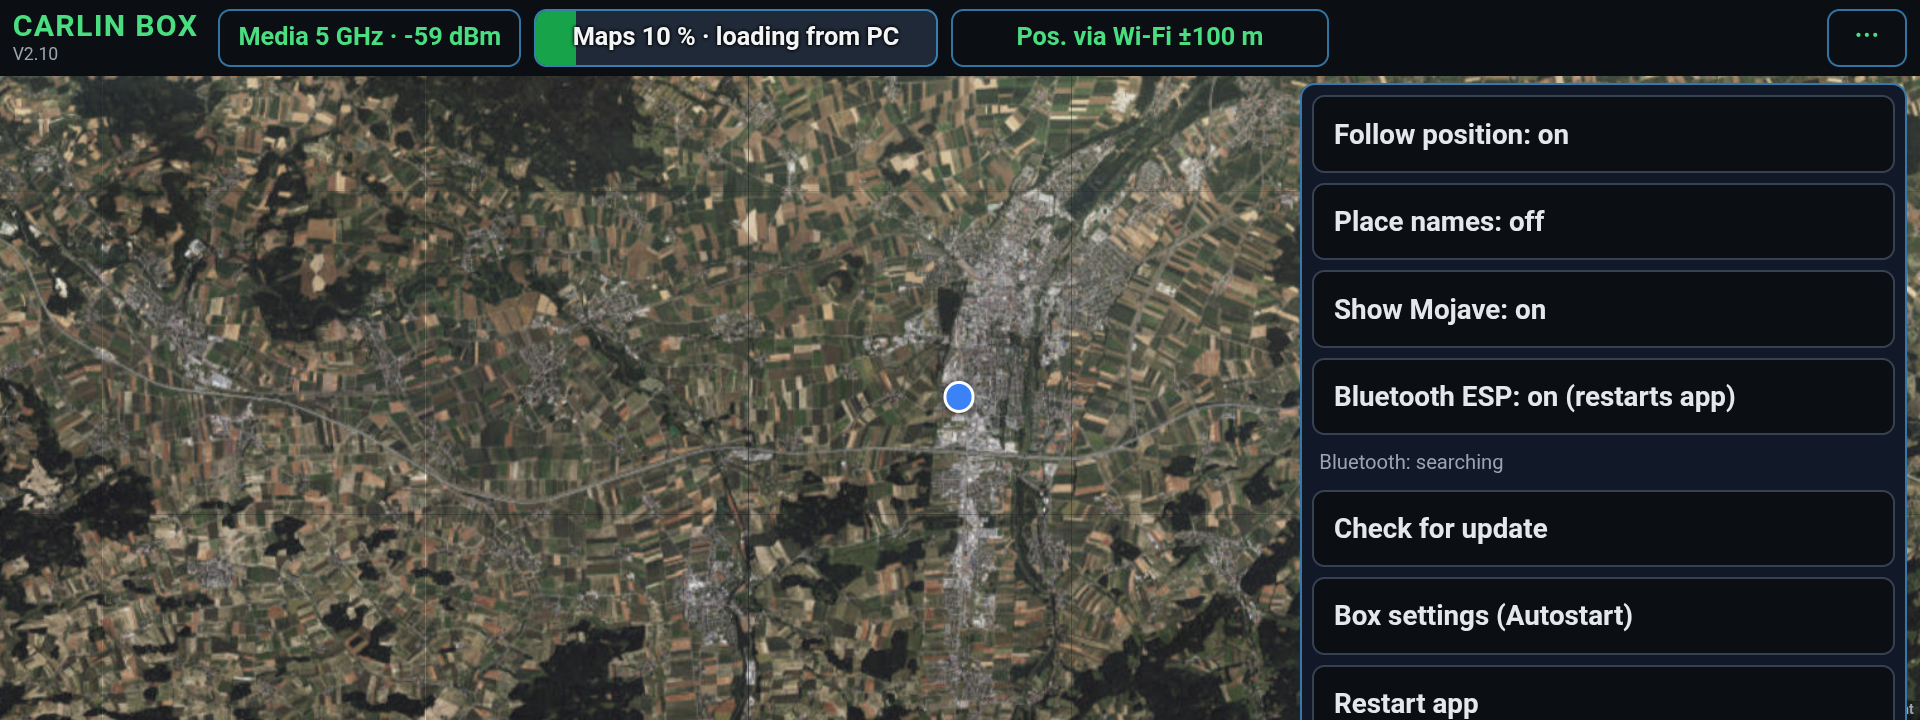 CARLIN BOX
V2.10
Media 5 GHz · -59 dBm
Maps 10 % · loading from PC
Pos. via Wi-Fi ±100 m
...
Follow position: on
Place names: off
Show Mojave: on
Bluetooth ESP: on (restarts app)
Bluetooth: searching
Check for update
Box settings (Autostart)
Restart app